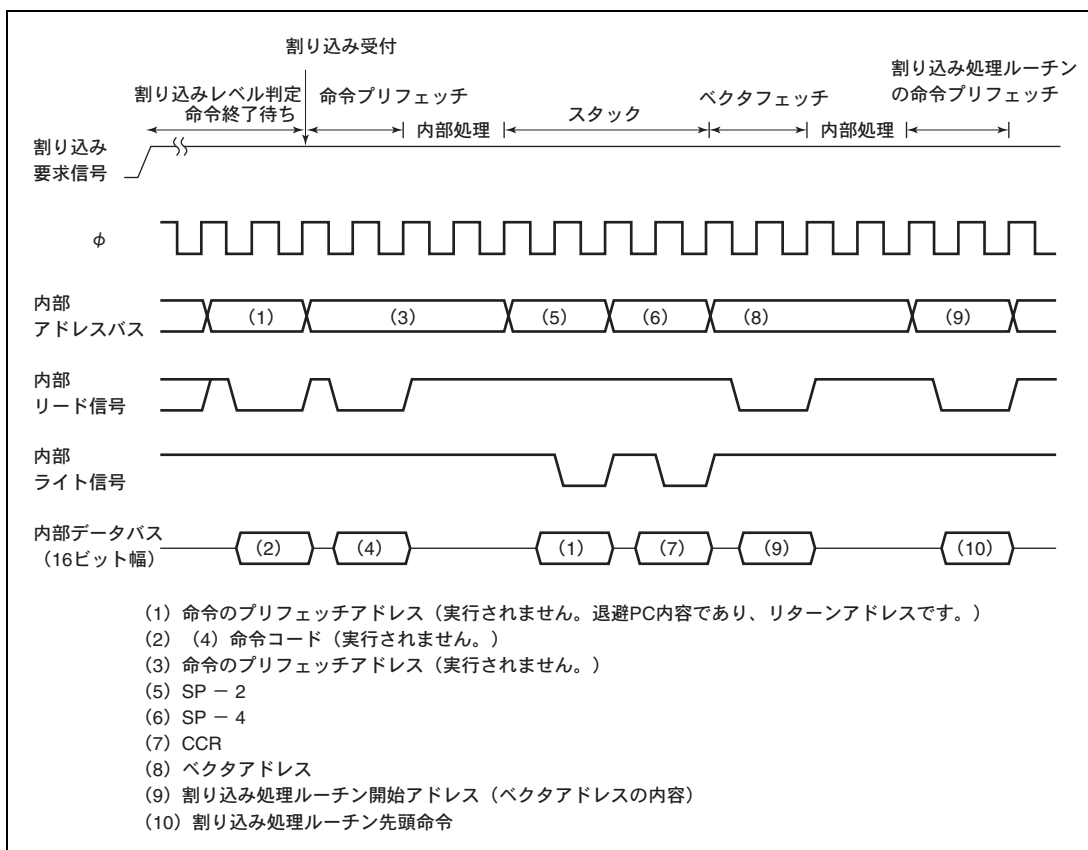 割り込み受付
割り込みレベル判定
命令終了待ち
命令プリフェッチ
内部処理
スタック
ベクタフェッチ
内部処理
割り込み処理ルーチン
の命令プリフェッチ
割り込み
要求信号
φ
内部
アドレスバス
(1)
(3)
(5)
(6)
(8)
(9)
内部
リード信号
内部
ライト信号
内部データバス
(16ビット幅)
(2)
(4)
(1)
(7)
(9)
(10)
(1) 命令のプリフェッチアドレス(実行されません。退避PC内容であり、リターンアドレスです。)
(2) (4) 命令コード(実行されません。)
(3) 命令のプリフェッチアドレス(実行されません。)
(5) SP − 2
(6) SP − 4
(7) CCR
(8) ベクタアドレス
(9) 割り込み処理ルーチン開始アドレス(ベクタアドレスの内容)
(10) 割り込み処理ルーチン先頭命令